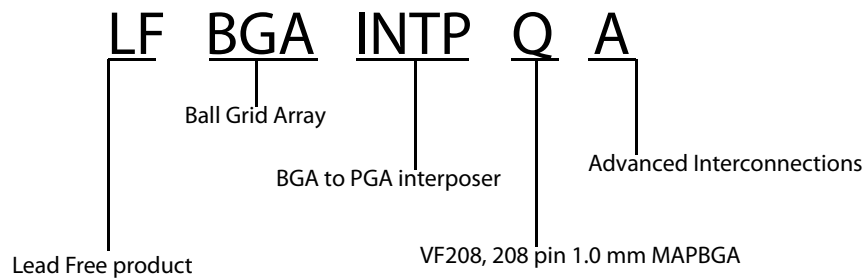 LF BGA INTP Q A
Ball Grid Array
Advanced Interconnections
BGA to PGA interposer
VF208, 208 pin 1.0 mm MAPBGA
Lead Free product